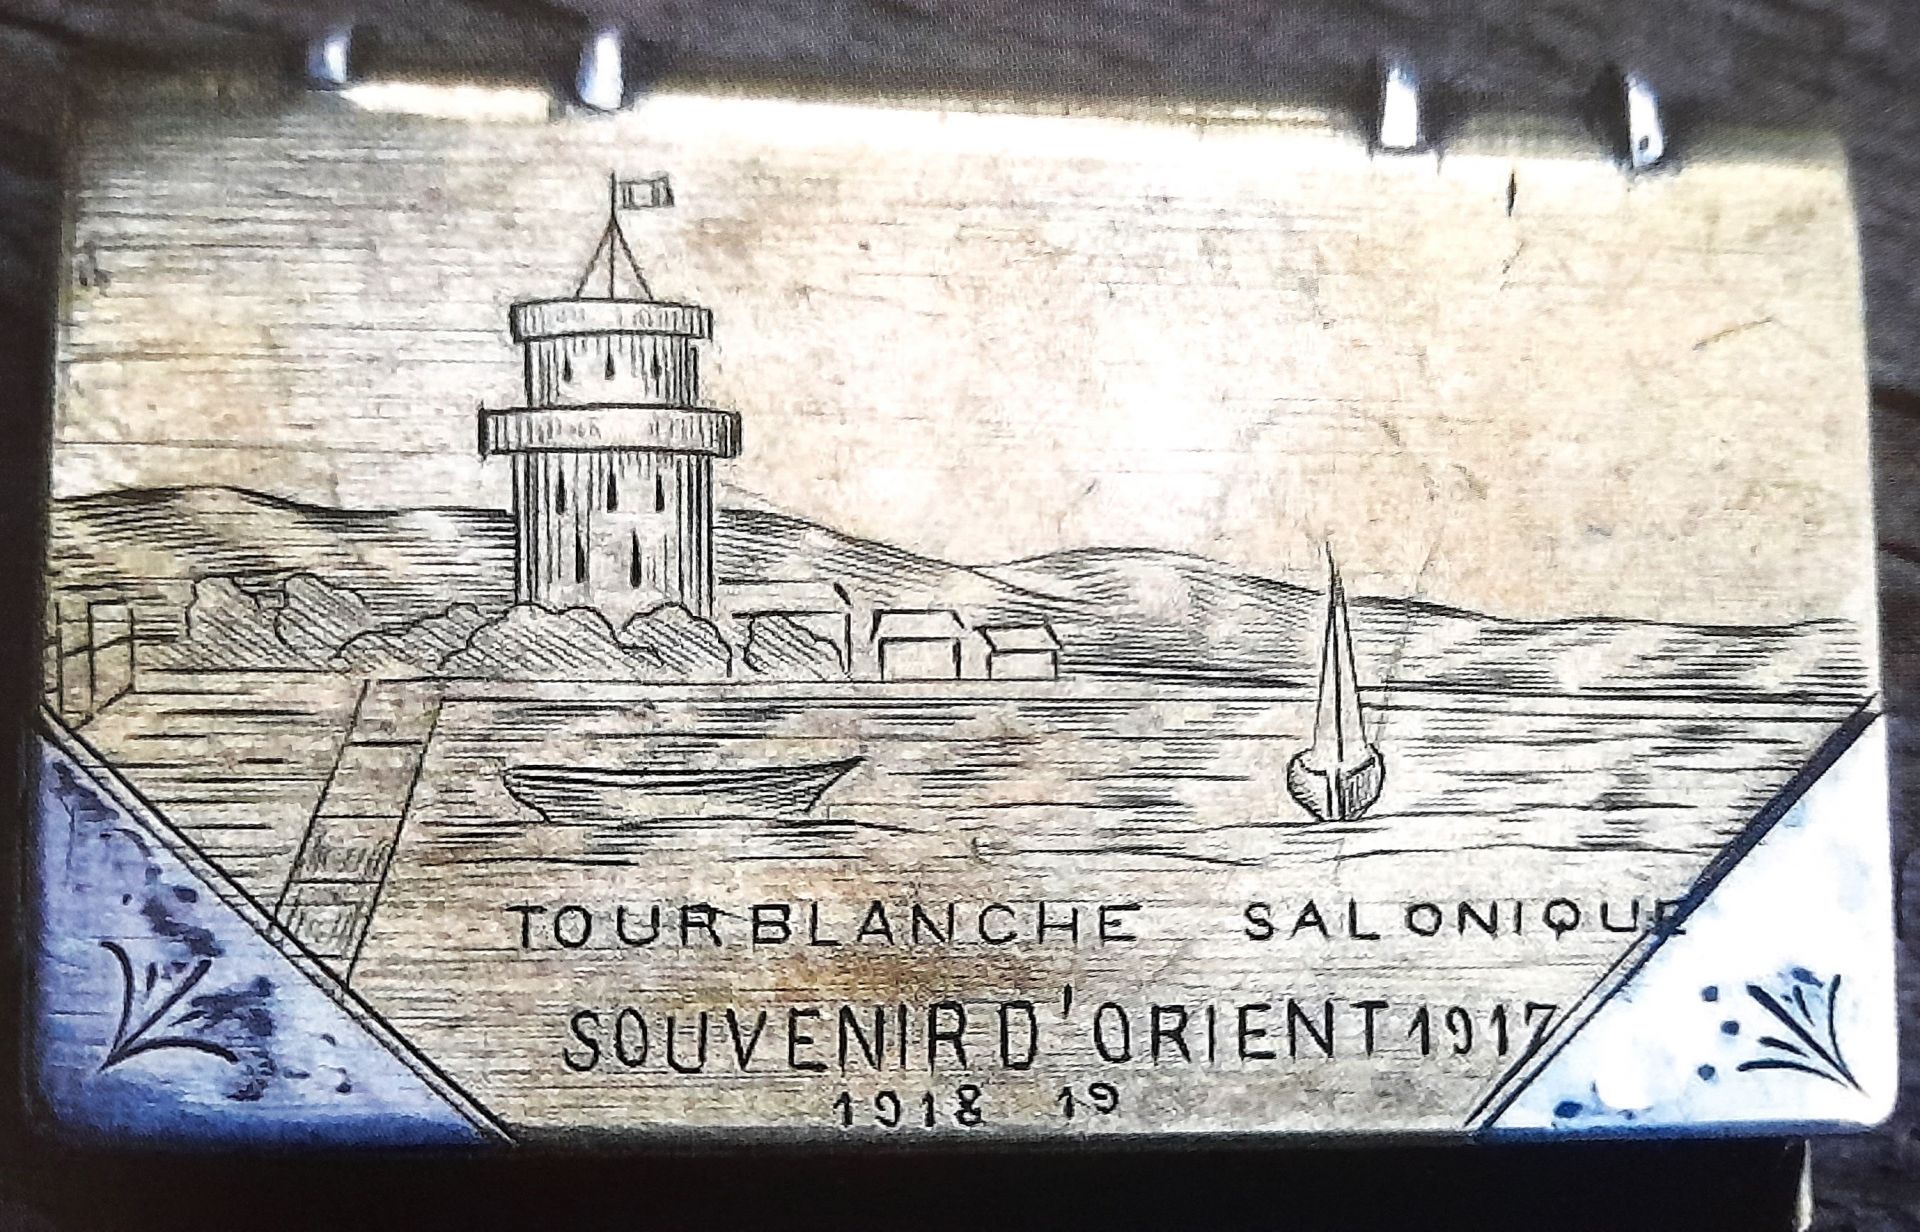 TOUR BLANCHE SALONIQUE
SOUVENIR D'ORIENT 1917
1918 19